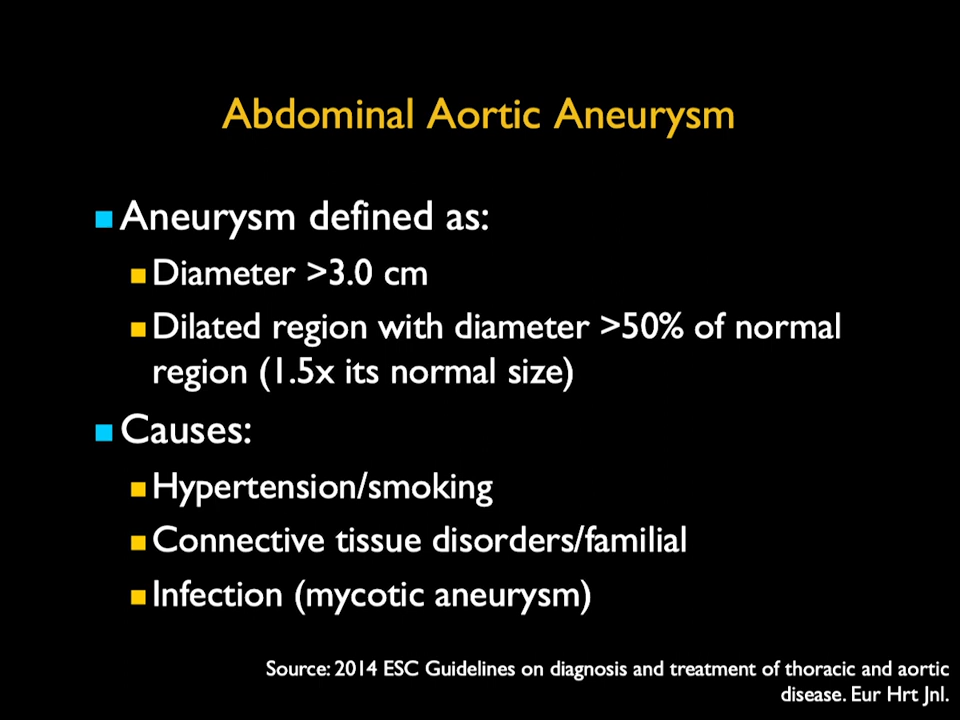 Abdominal Aortic Aneurysm
Aneurysm defined as:
Diameter >3.0 cm
Dilated region with diameter >50% of normal
region (1.5x its normal size)
Causes:
Hypertension/smoking
Connective tissue disorders/familial
Infection (mycotic aneurysm)
Source: 2014 ESC Guidelines on diagnosis and treatment of thoracic and aortic
disease. Eur Hrt Jnl.